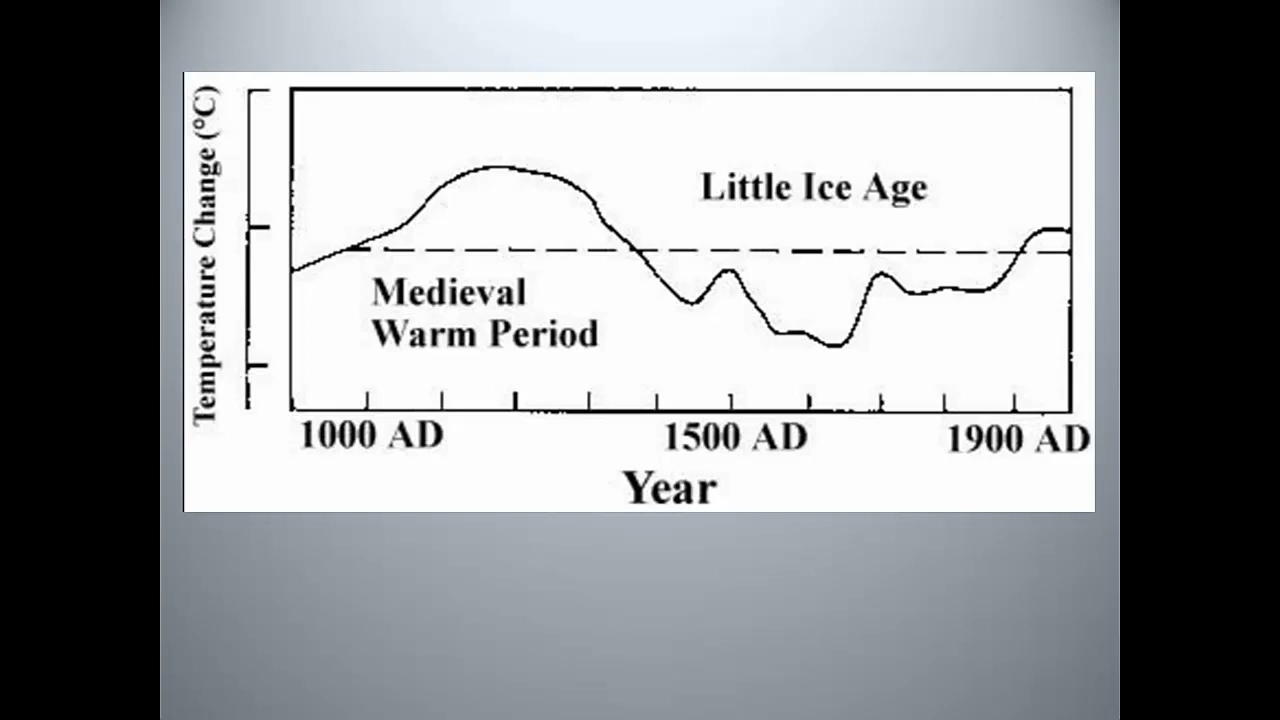 Temperature Change (°C)
Little Ice Age
Medieval
Warm Period
1000 AD
1500 AD
1900 AD
Year